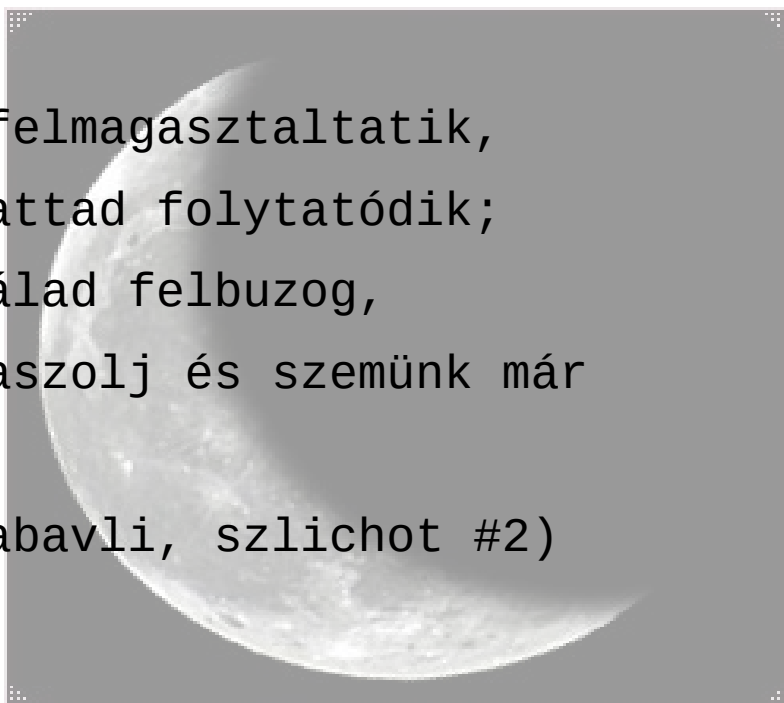 felmagasztaltatik,
attad folytatódik;
álad felbuzog,
aszolj és szemünk már
abavli, szlichot #2)